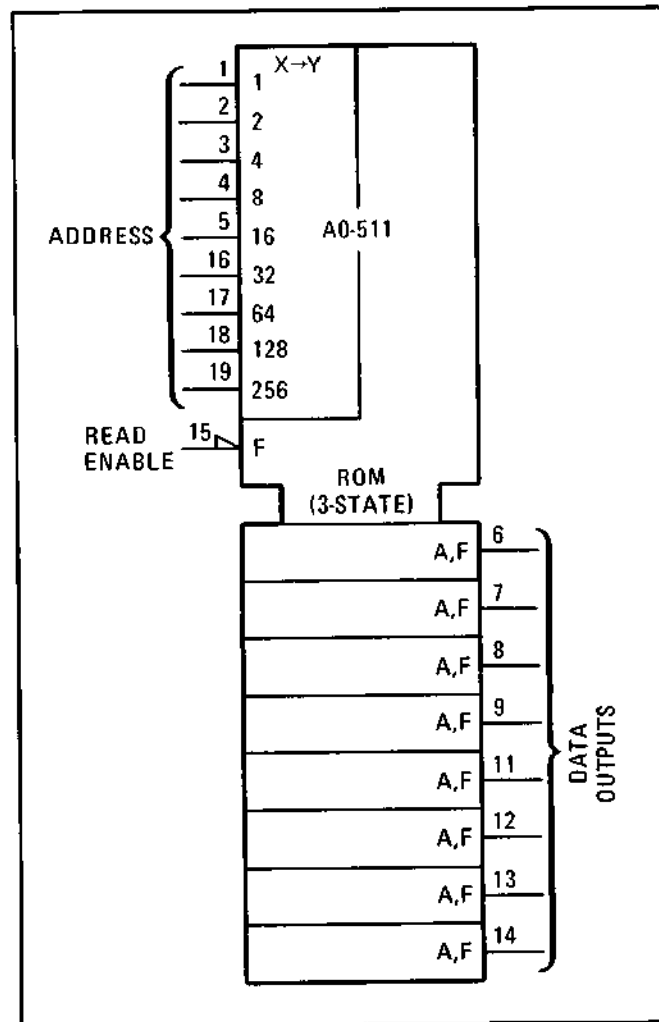 X→Y
1 1
2 2
3 4
4 8
ADDRESS 5 16 A0-511
16 32
17 64
18 128
19 256
READ ENABLE 15 F
ROM
(3-STATE)
A,F 6
A,F 7
A,F 8
A,F 9
A,F 11
DATA
OUTPUTS
A,F 12
A,F 13
A,F 14